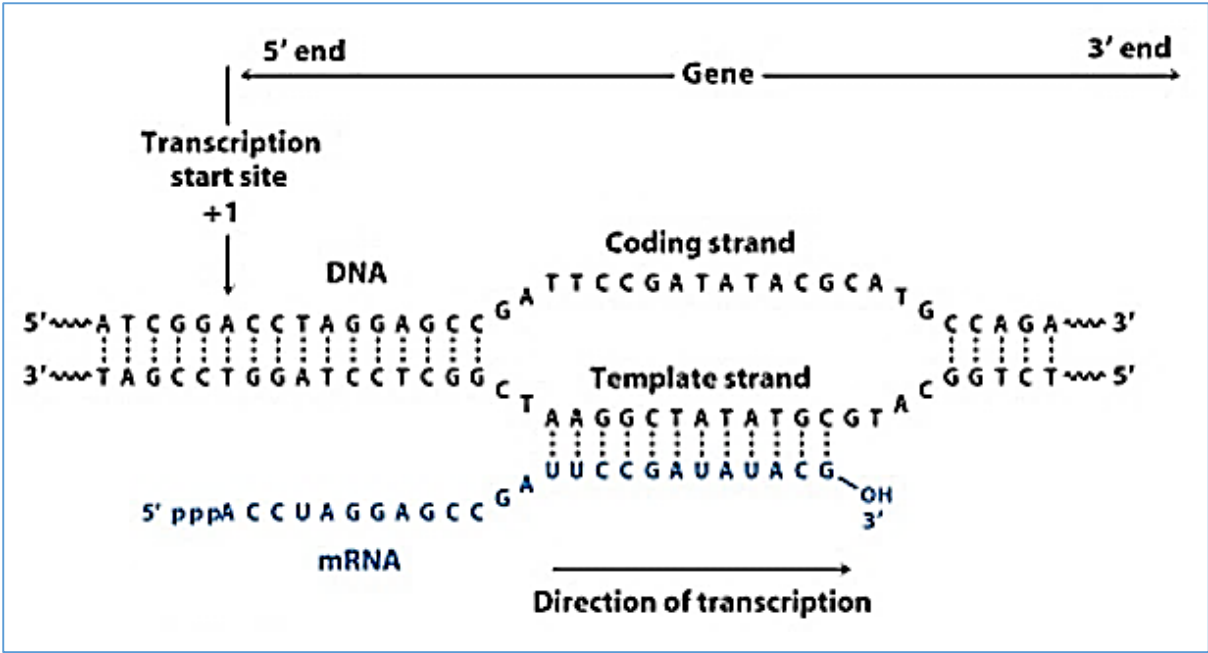 5′ end
3′ end
Gene
Transcription
start site
+1
DNA
Coding strand
5′ A T C G G A C C T A G G A G C C G A T T C C G A T A T A C G C A T G C C A G A 3′
3′ T A G C C T G G A T C C T C G G C T A A G G C T A T A T G C G T A C G G T C T 5′
Template strand
5′ pppA C C U A G G A G C C G A U U C C G A U A U A C G OH
3′
mRNA
Direction of transcription